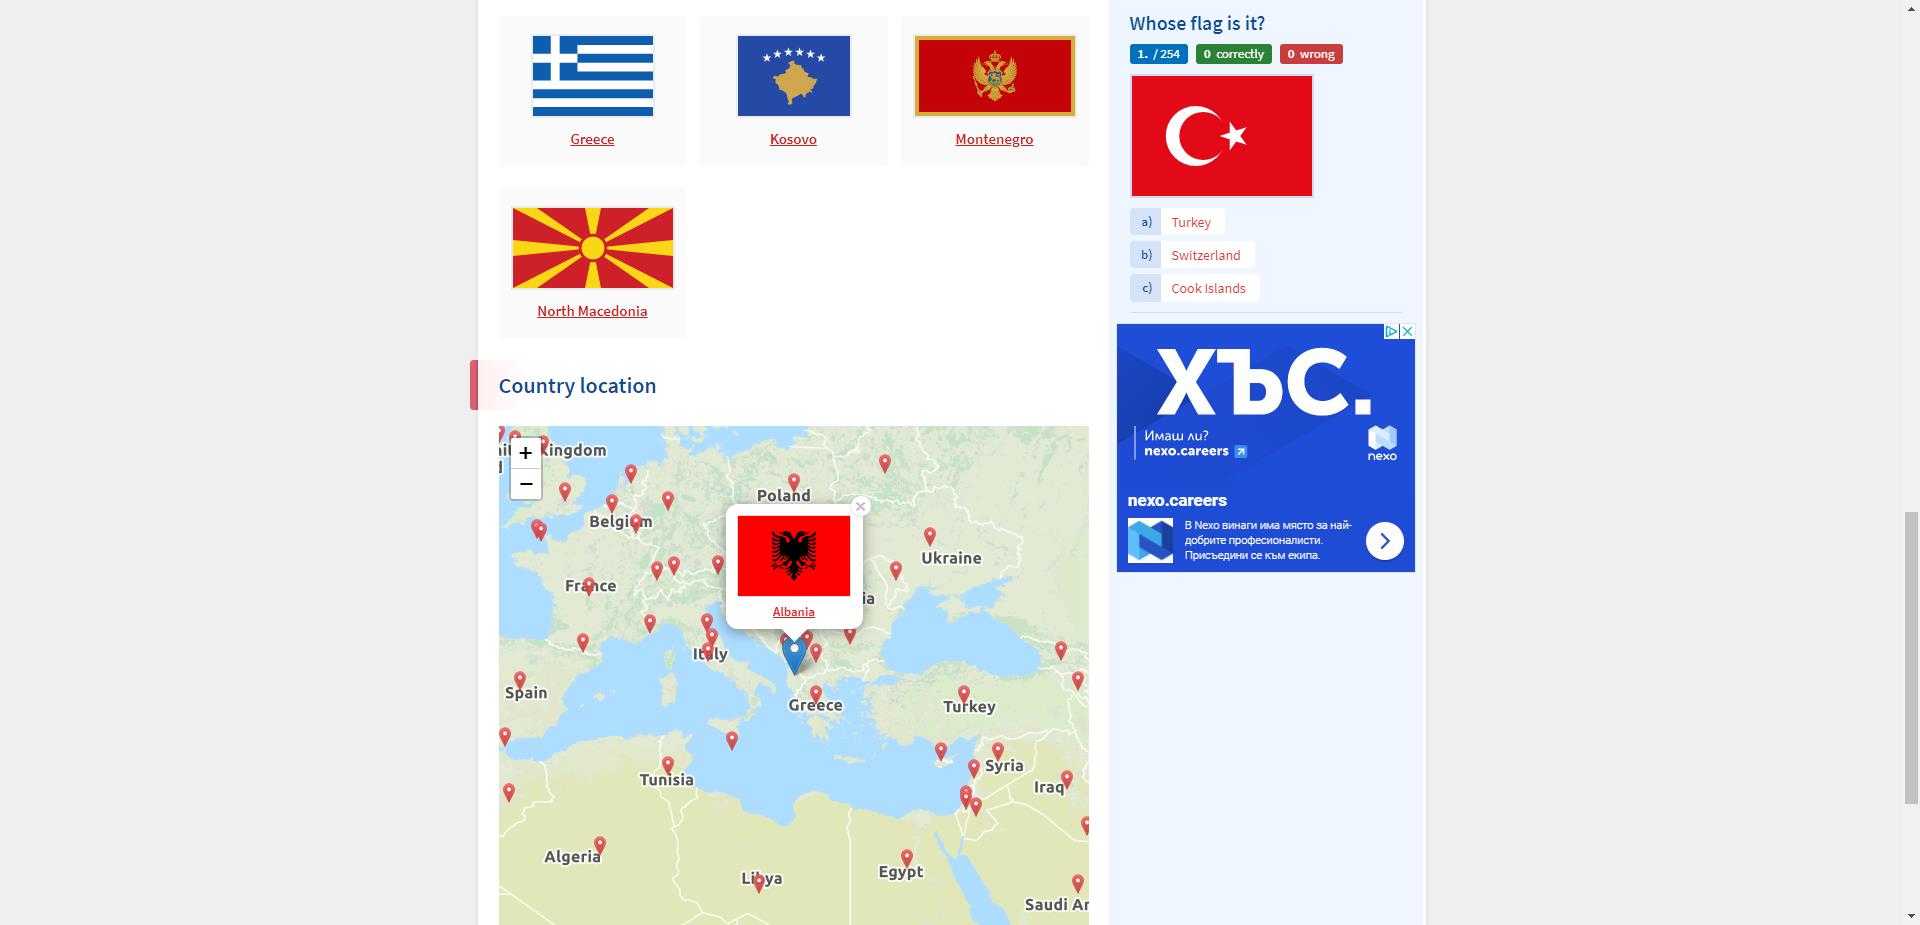 Greece
Kosovo
Montenegro
North Macedonia
Country location
+
−
Kingdom
Poland
Belgium
Ukraine
France
Albania
Italy
Spain
Greece
Turkey
Tunisia
Syria
Iraq
Algeria
Libya
Egypt
Saudi Ar
Whose flag is it?
1. / 254
0 correctly
0 wrong
a) Turkey
b) Switzerland
c) Cook Islands
ХЪС.
Имаш ли?
nexo.careers
nexo
nexo.careers
В Nexo винаги има място за най-
добрите професионалисти.
Присъедини се към екипа.